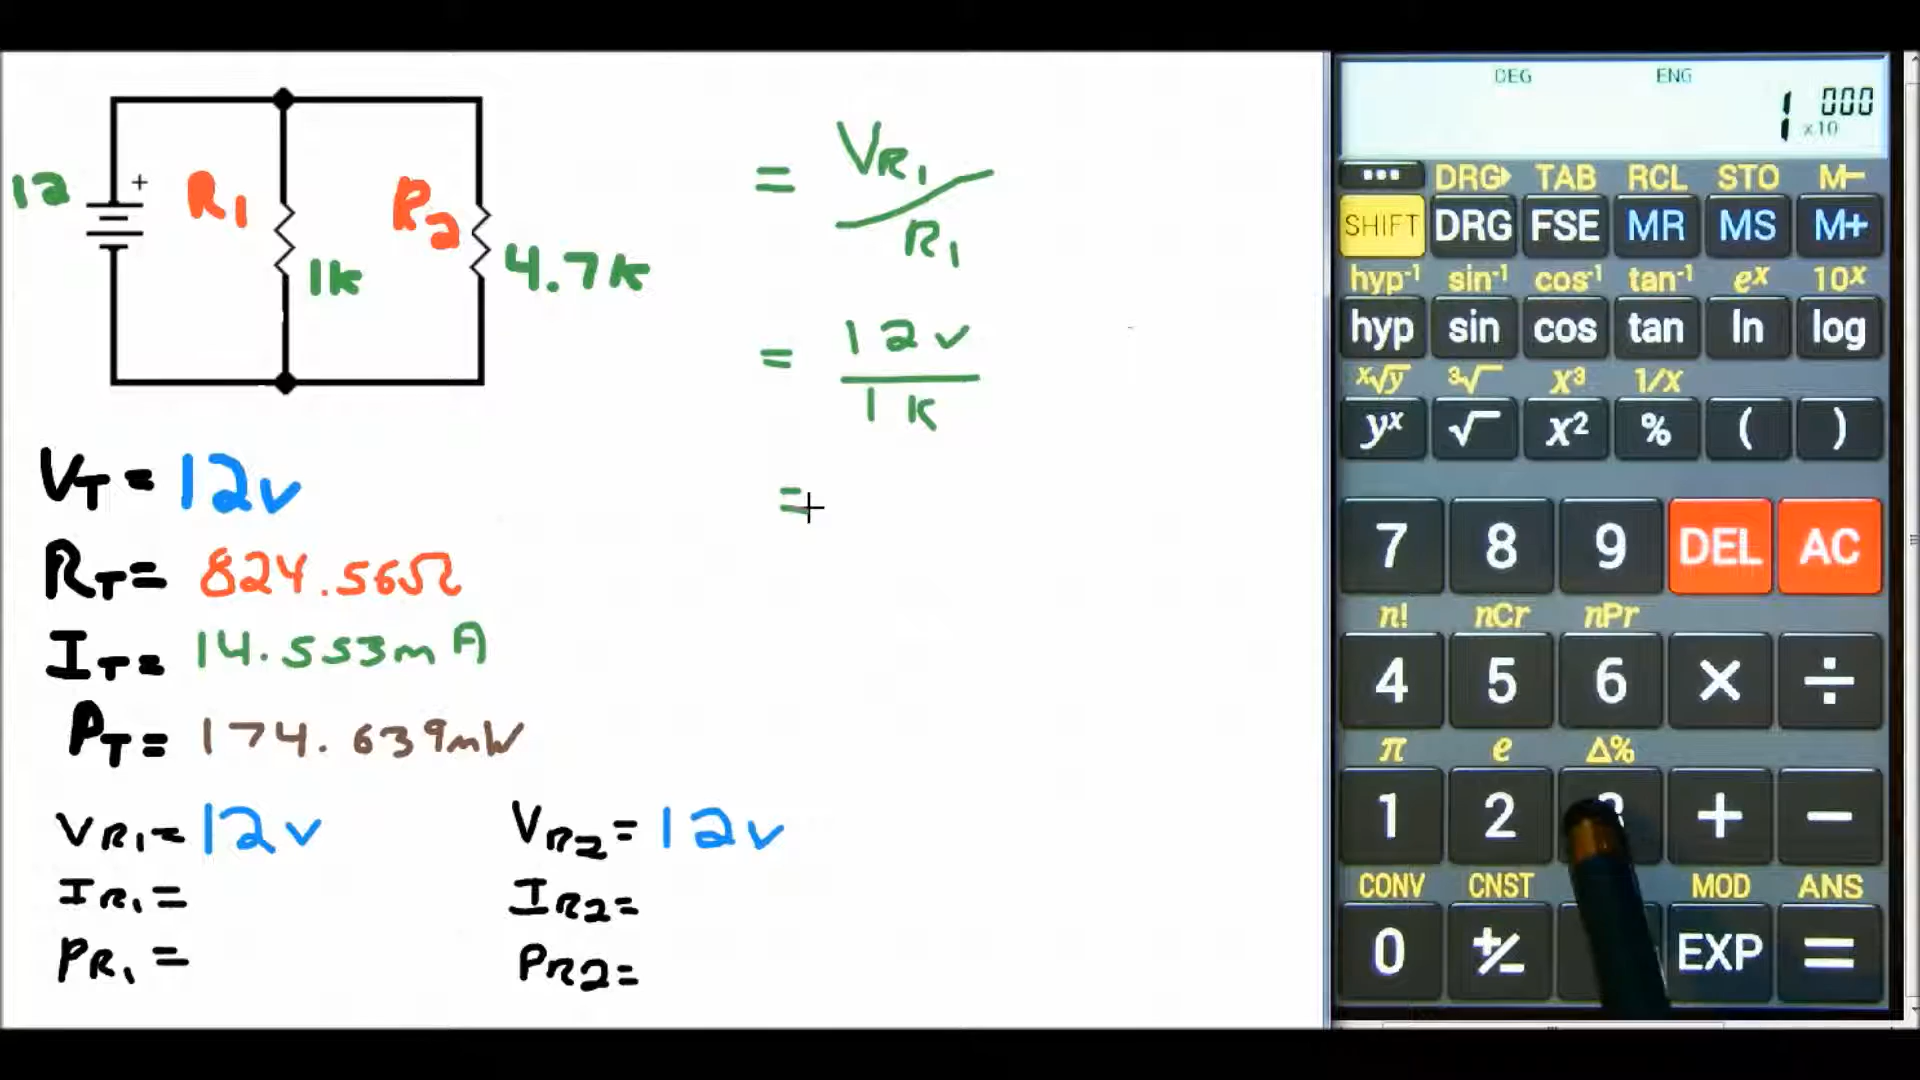 12
+
R1
1k
R2
4.7k
= VR1
R1
= 12v
1k
=
VT = 12v
RT = 824.56Ω
IT = 14.553mA
PT = 174.639mW
VR1 = 12v
IR1 =
PR1 =
VR2 = 12v
IR2 =
PR2 =
DEG ENG
1 x10 000
••• DRG▸ TAB RCL STO M−
SHIFT DRG FSE MR MS M+
hyp⁻¹ sin⁻¹ cos⁻¹ tan⁻¹ eˣ 10ˣ
hyp sin cos tan ln log
ˣ√y ³√ x³ 1/x
yˣ √ x² % ( )
7 8 9 DEL AC
n! nCr nPr
4 5 6 × ÷
π e Δ%
1 2 + −
CONV CNST MOD ANS
0 +/− EXP =